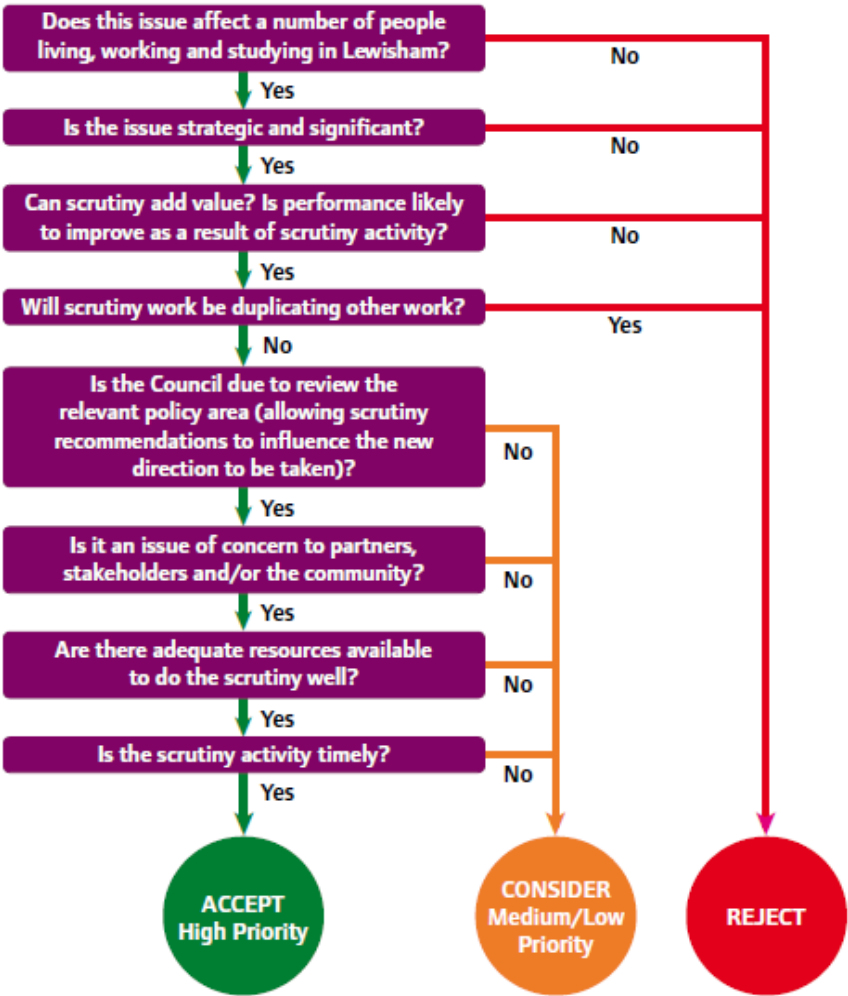 Does this issue affect a number of people
living, working and studying in Lewisham?
No
Yes
Is the issue strategic and significant?
No
Yes
Can scrutiny add value? Is performance likely
to improve as a result of scrutiny activity?
No
Yes
Will scrutiny work be duplicating other work?
Yes
No
Is the Council due to review the
relevant policy area (allowing scrutiny
recommendations to influence the new
direction to be taken)?
No
Yes
Is it an issue of concern to partners,
stakeholders and/or the community?
No
Yes
Are there adequate resources available
to do the scrutiny well?
No
Yes
Is the scrutiny activity timely?
No
Yes
ACCEPT
High Priority
CONSIDER
Medium/Low
Priority
REJECT